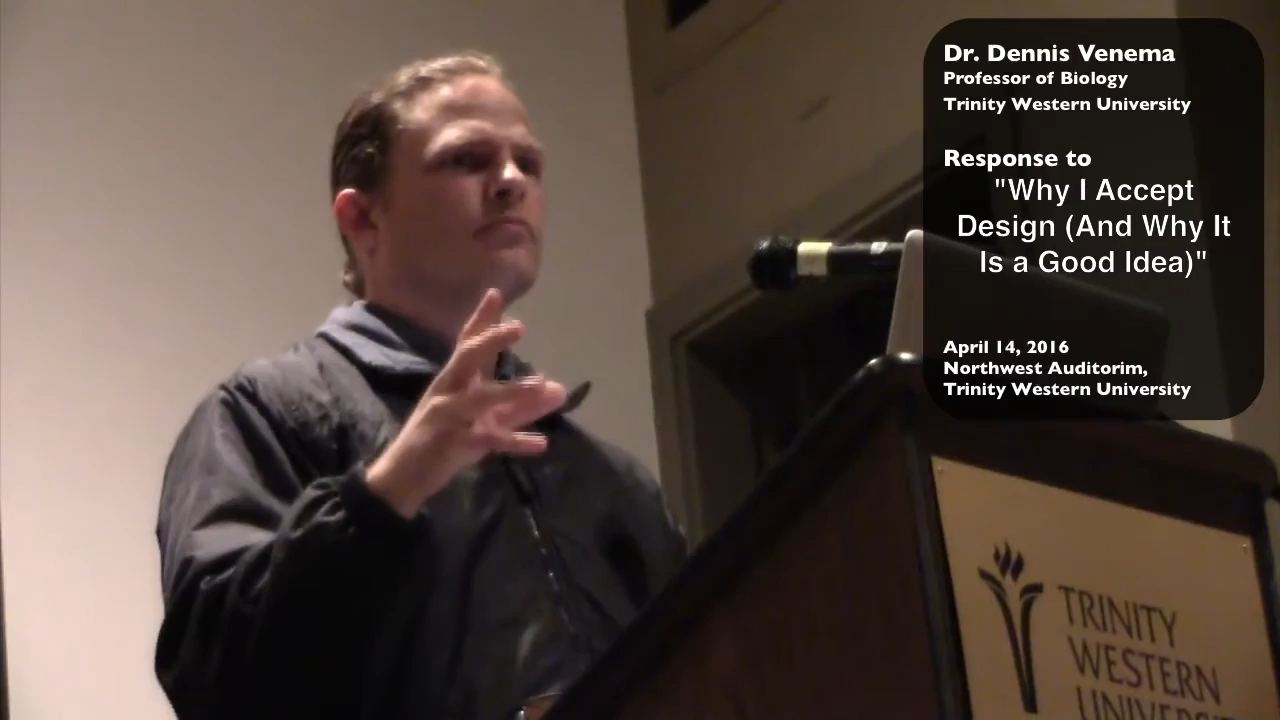 Dr. Dennis Venema
Professor of Biology
Trinity Western University
Response to
"Why I Accept
Design (And Why It
Is a Good Idea)"
April 14, 2016
Northwest Auditorim,
Trinity Western University
TRINITY
WESTERN